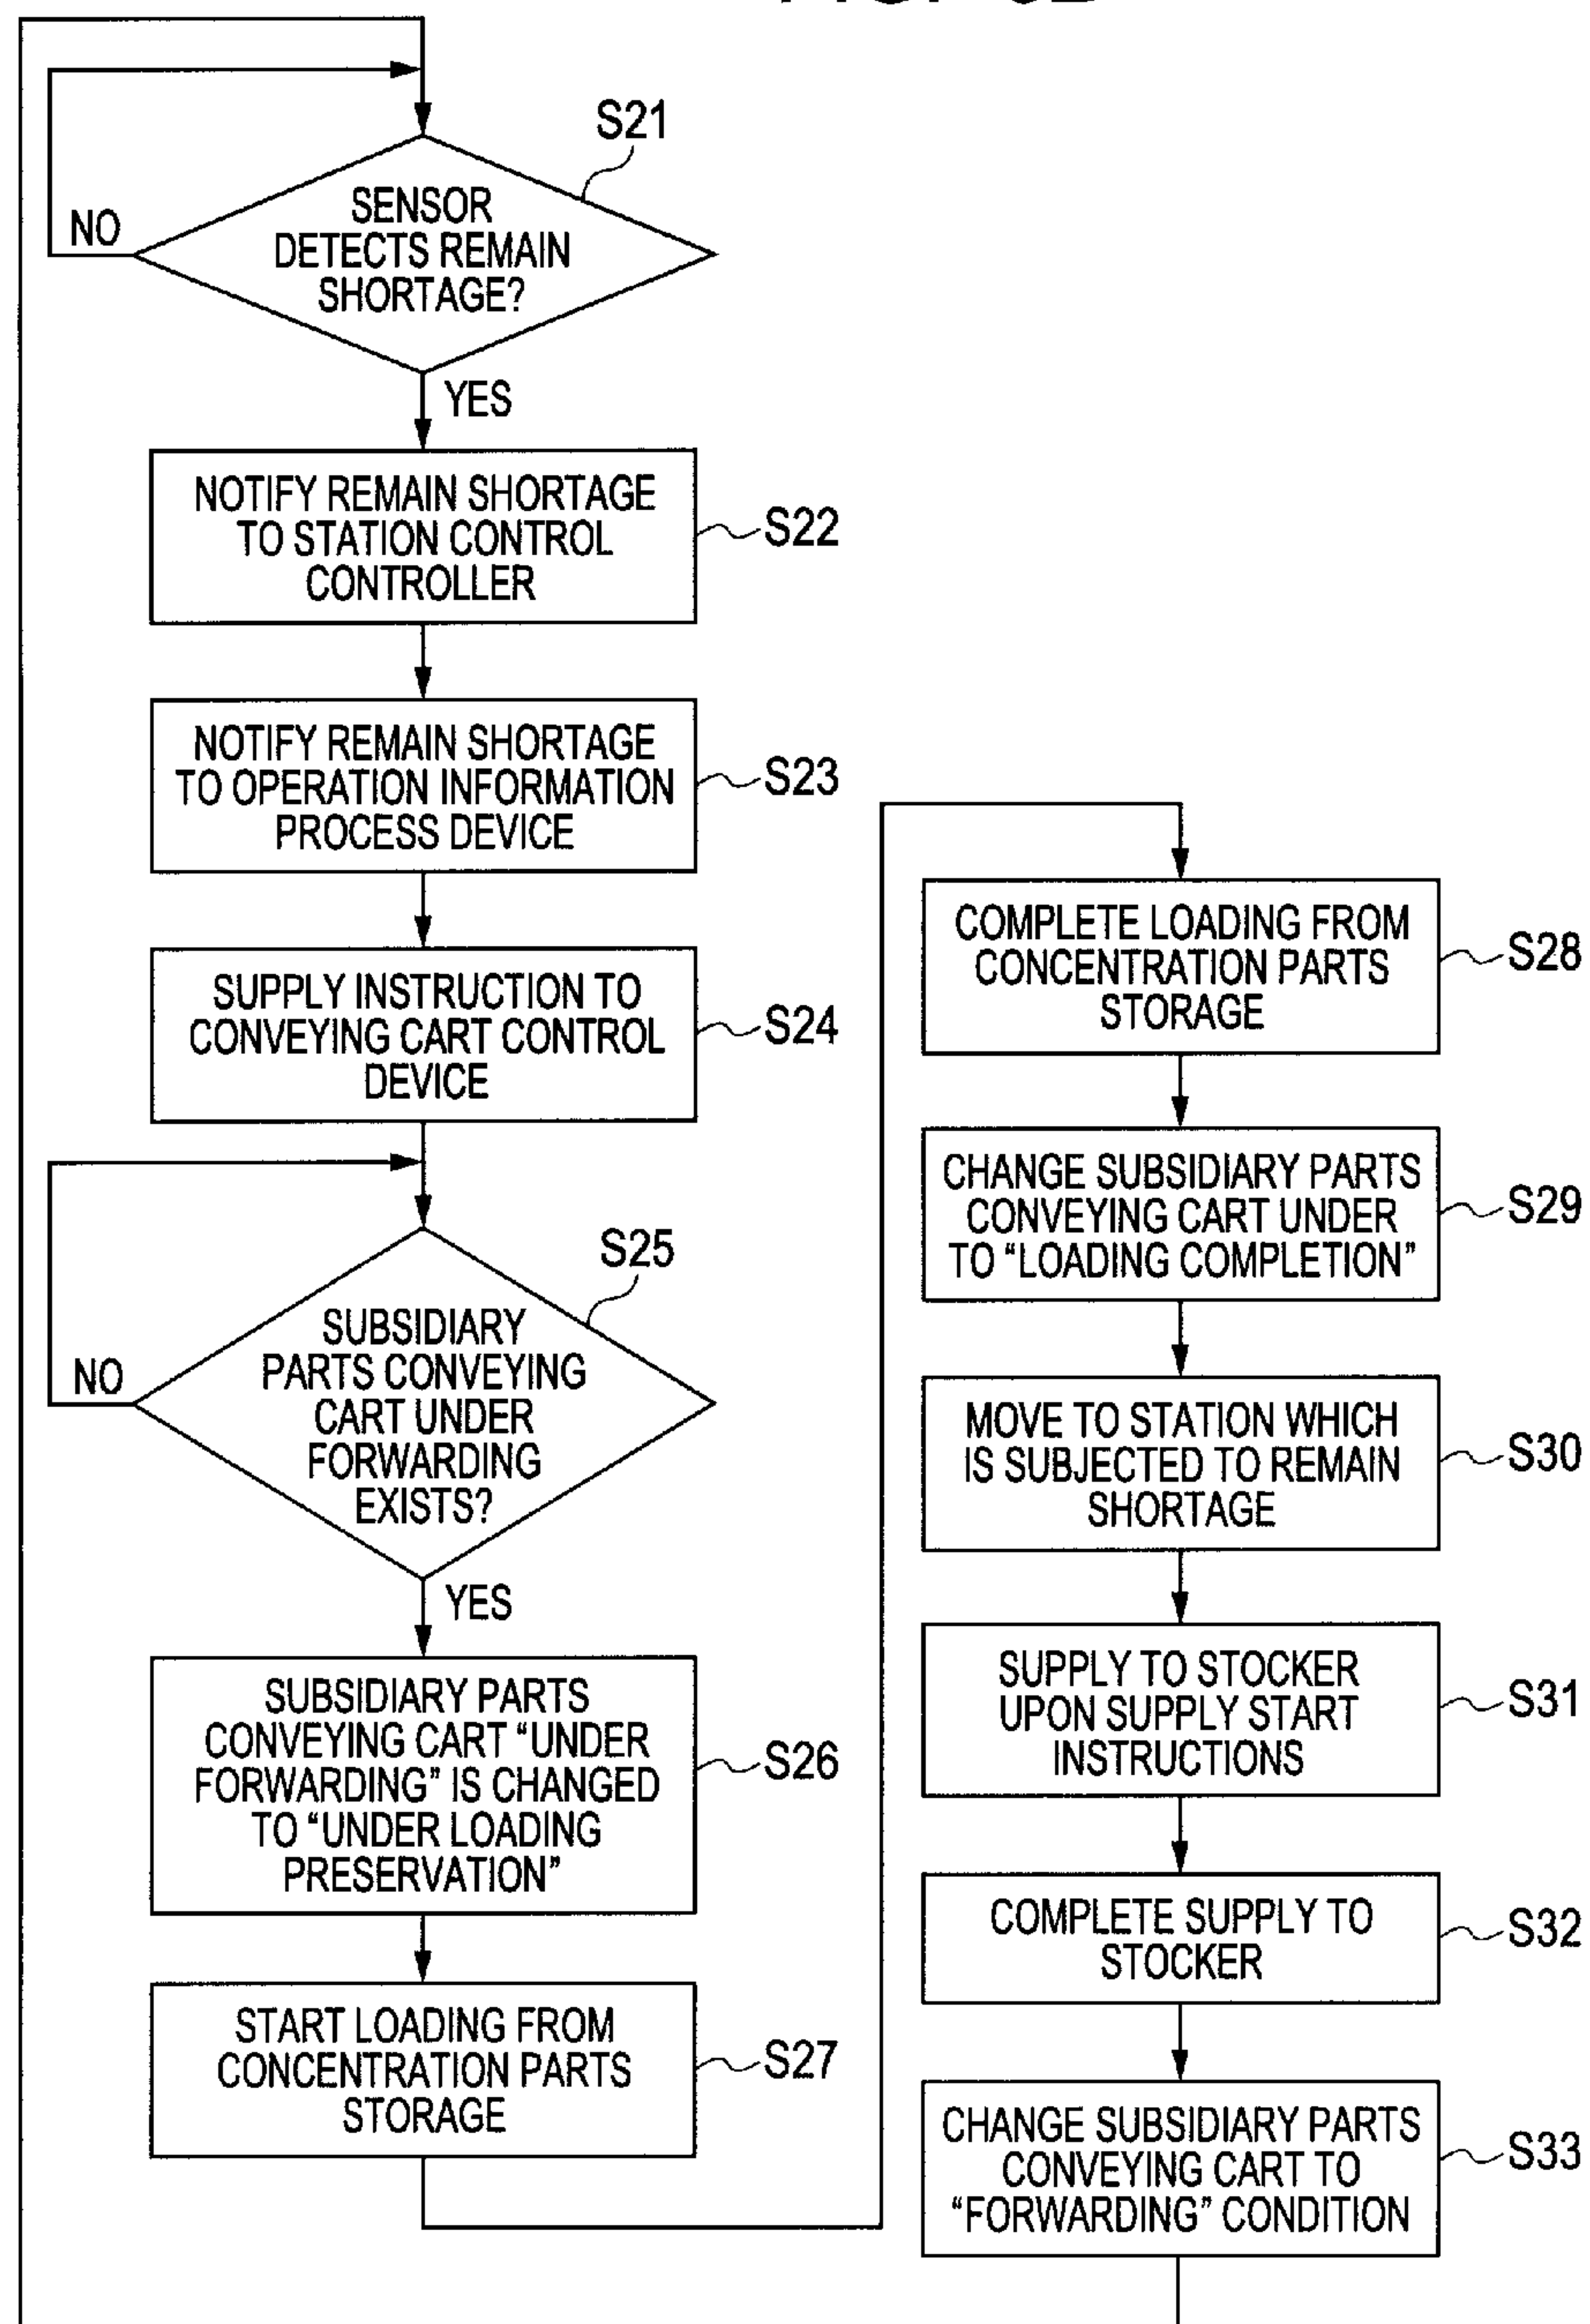 S21
SENSOR
DETECTS REMAIN
SHORTAGE?
NO
YES
NOTIFY REMAIN SHORTAGE
TO STATION CONTROL
CONTROLLER
S22
NOTIFY REMAIN SHORTAGE
TO OPERATION INFORMATION
PROCESS DEVICE
S23
SUPPLY INSTRUCTION TO
CONVEYING CART CONTROL
DEVICE
S24
S25
SUBSIDIARY
PARTS CONVEYING
CART UNDER
FORWARDING
EXISTS?
NO
YES
SUBSIDIARY PARTS
CONVEYING CART “UNDER
FORWARDING” IS CHANGED
TO “UNDER LOADING
PRESERVATION”
S26
START LOADING FROM
CONCENTRATION PARTS
STORAGE
S27
COMPLETE LOADING FROM
CONCENTRATION PARTS
STORAGE
S28
CHANGE SUBSIDIARY PARTS
CONVEYING CART UNDER
TO “LOADING COMPLETION”
S29
MOVE TO STATION WHICH
IS SUBJECTED TO REMAIN
SHORTAGE
S30
SUPPLY TO STOCKER
UPON SUPPLY START
INSTRUCTIONS
S31
COMPLETE SUPPLY TO
STOCKER
S32
CHANGE SUBSIDIARY PARTS
CONVEYING CART TO
“FORWARDING” CONDITION
S33